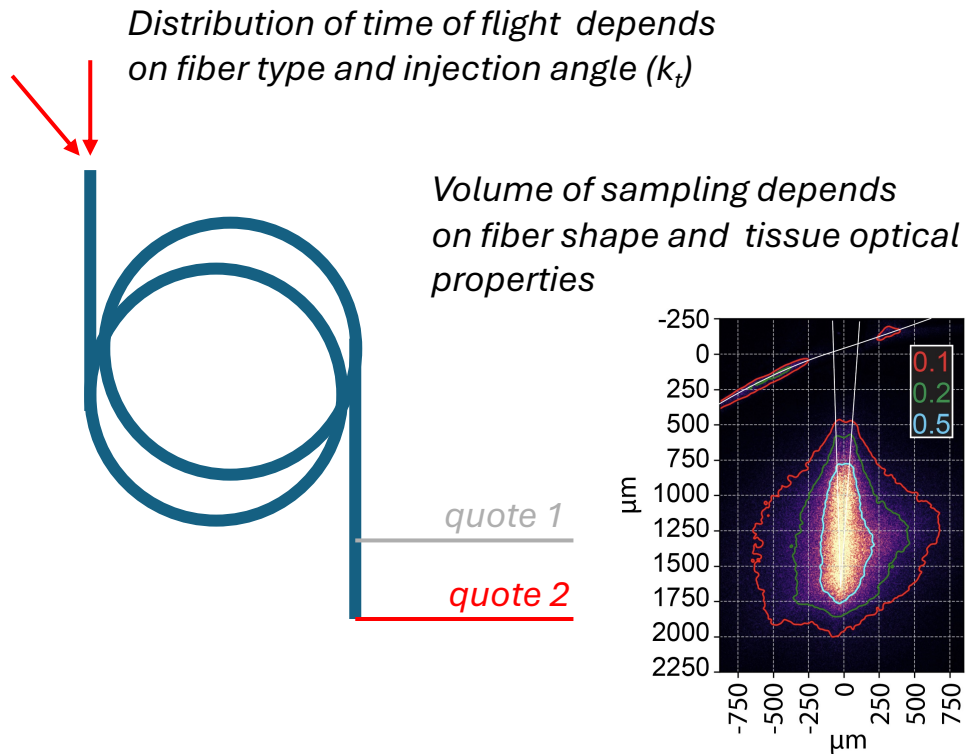 Distribution of time of flight depends
on fiber type and injection angle (kt)
Volume of sampling depends
on fiber shape and tissue optical
properties
quote 1
quote 2
-250
0
250
500
750
1000
1250
1500
1750
2000
2250
μm
0.1
0.2
0.5
-750
-500
-250
0
250
500
750
μm